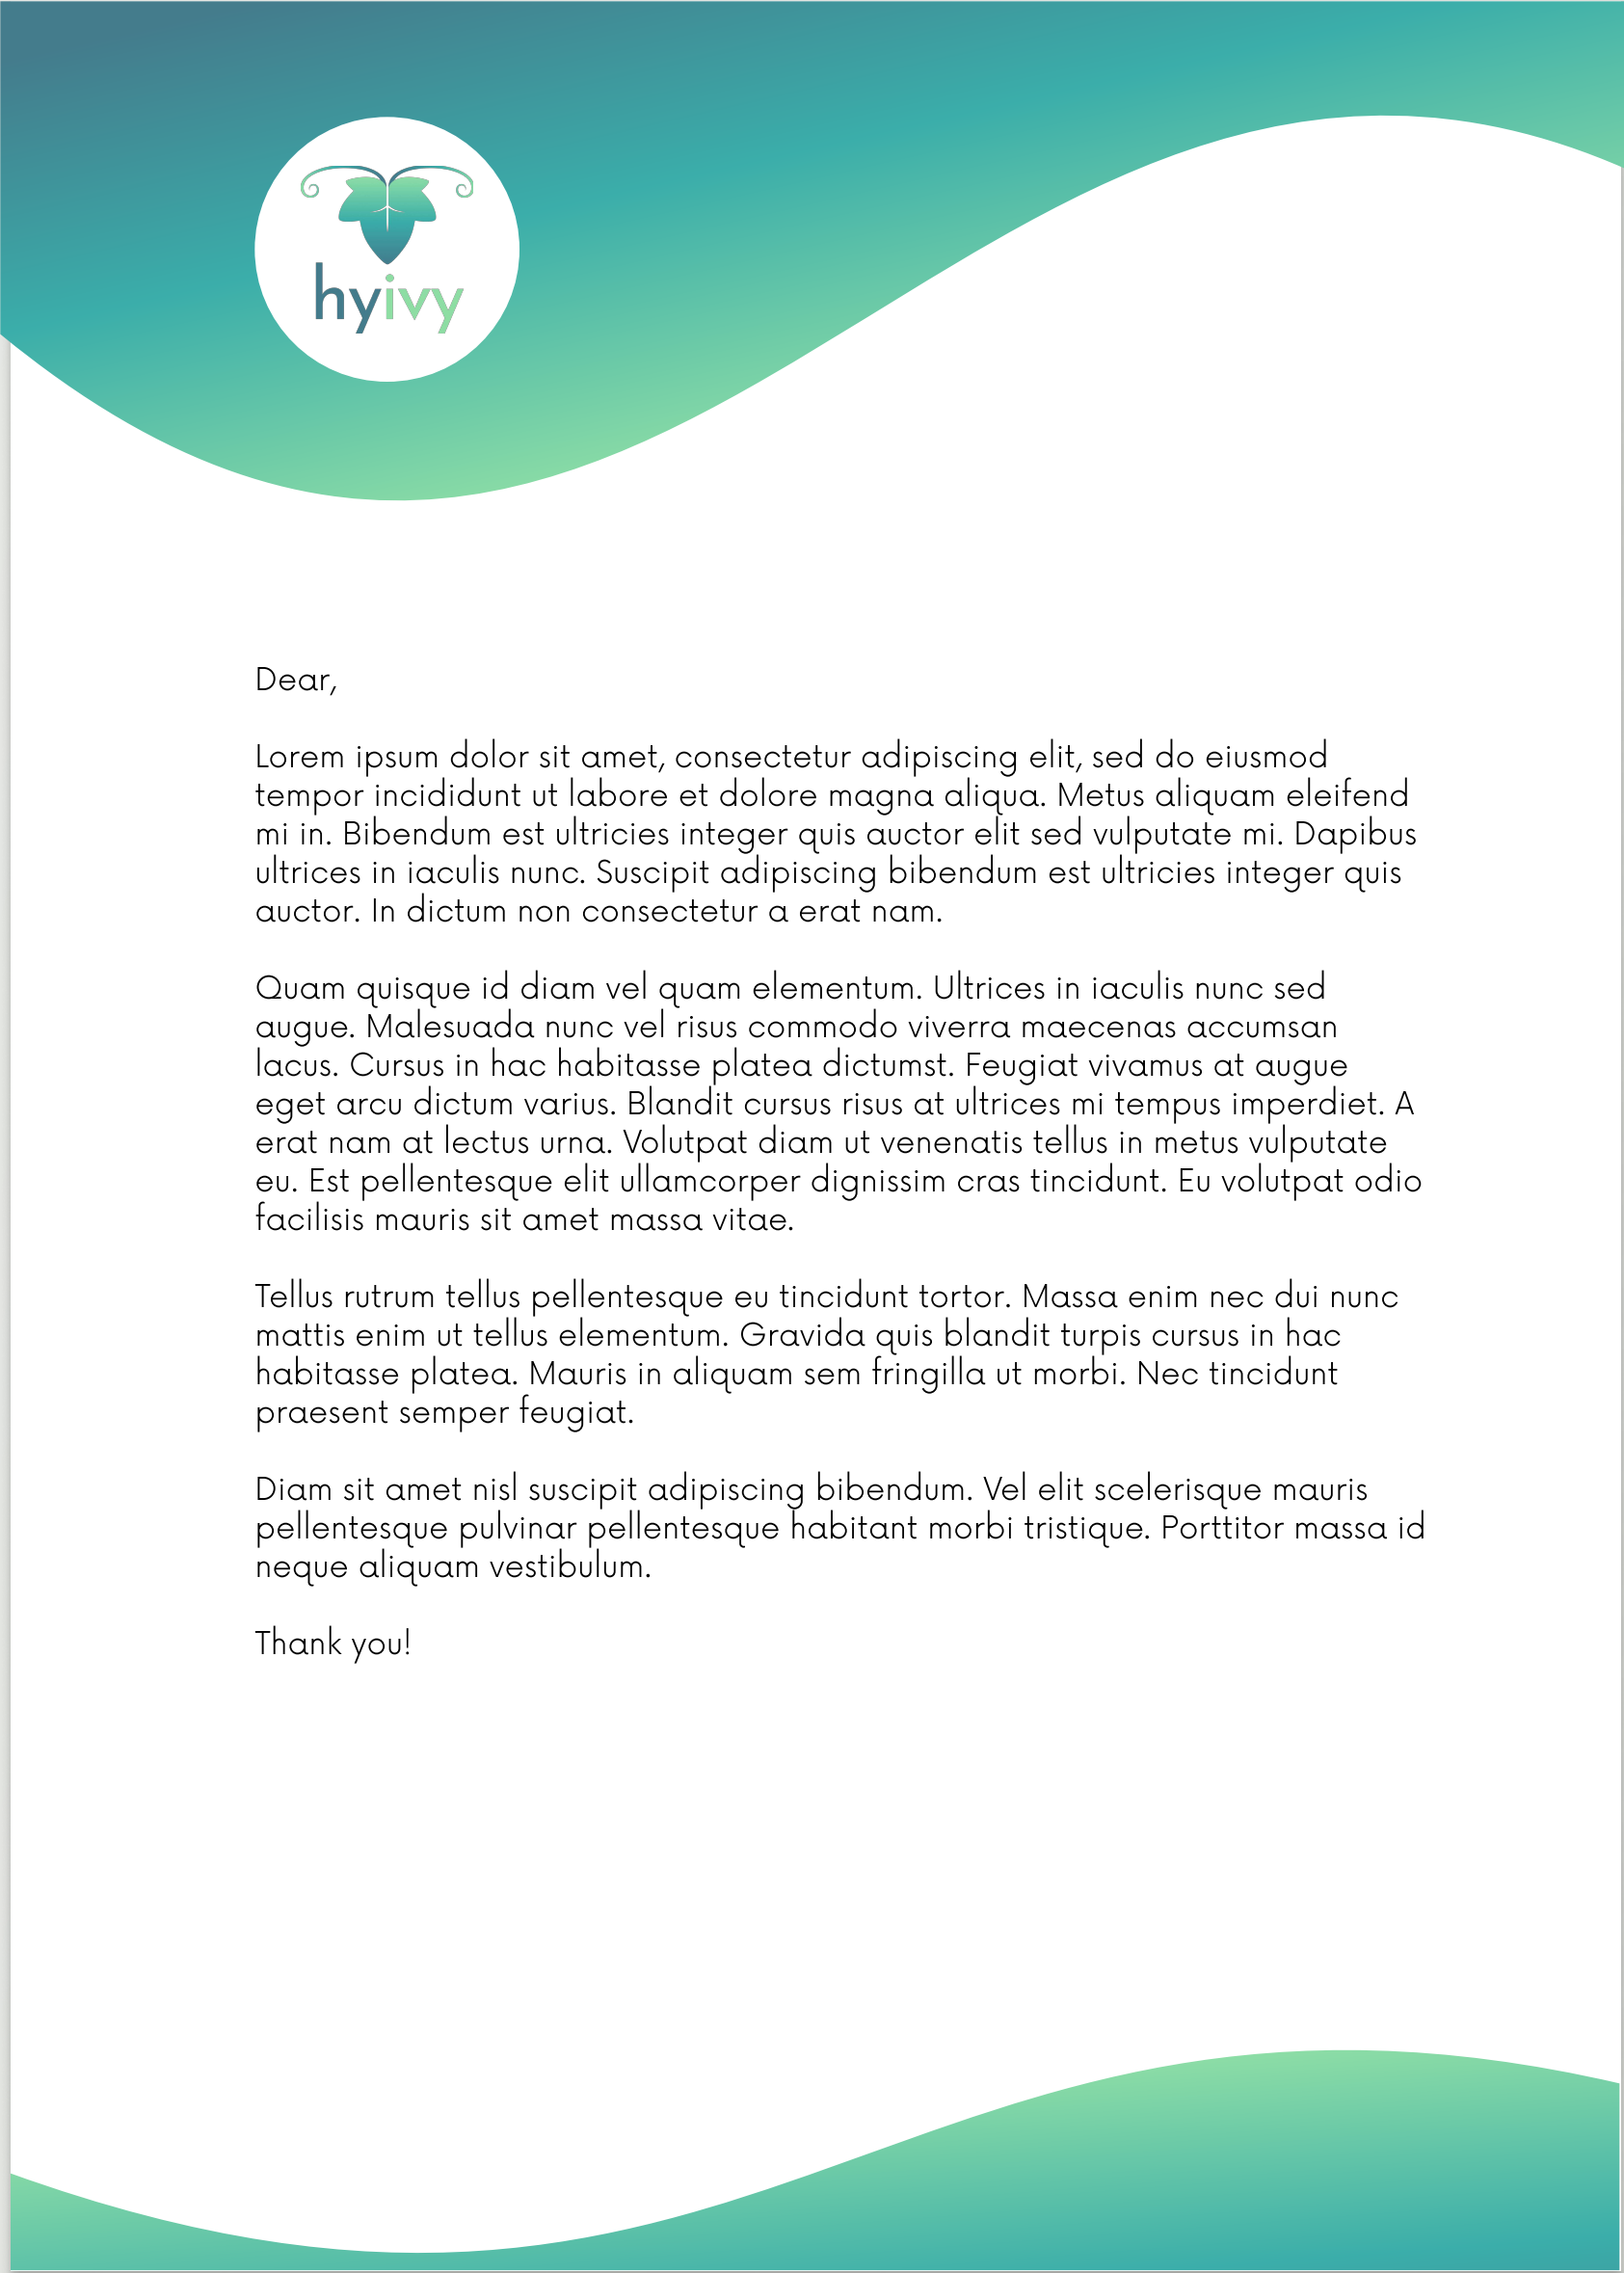 hyivy
Dear,
Lorem ipsum dolor sit amet, consectetur adipiscing elit, sed do eiusmod
tempor incididunt ut labore et dolore magna aliqua. Metus aliquam eleifend
mi in. Bibendum est ultricies integer quis auctor elit sed vulputate mi. Dapibus
ultrices in iaculis nunc. Suscipit adipiscing bibendum est ultricies integer quis
auctor. In dictum non consectetur a erat nam.
Quam quisque id diam vel quam elementum. Ultrices in iaculis nunc sed
augue. Malesuada nunc vel risus commodo viverra maecenas accumsan
lacus. Cursus in hac habitasse platea dictumst. Feugiat vivamus at augue
eget arcu dictum varius. Blandit cursus risus at ultrices mi tempus imperdiet. A
erat nam at lectus urna. Volutpat diam ut venenatis tellus in metus vulputate
eu. Est pellentesque elit ullamcorper dignissim cras tincidunt. Eu volutpat odio
facilisis mauris sit amet massa vitae.
Tellus rutrum tellus pellentesque eu tincidunt tortor. Massa enim nec dui nunc
mattis enim ut tellus elementum. Gravida quis blandit turpis cursus in hac
habitasse platea. Mauris in aliquam sem fringilla ut morbi. Nec tincidunt
praesent semper feugiat.
Diam sit amet nisl suscipit adipiscing bibendum. Vel elit scelerisque mauris
pellentesque pulvinar pellentesque habitant morbi tristique. Porttitor massa id
neque aliquam vestibulum.
Thank you!